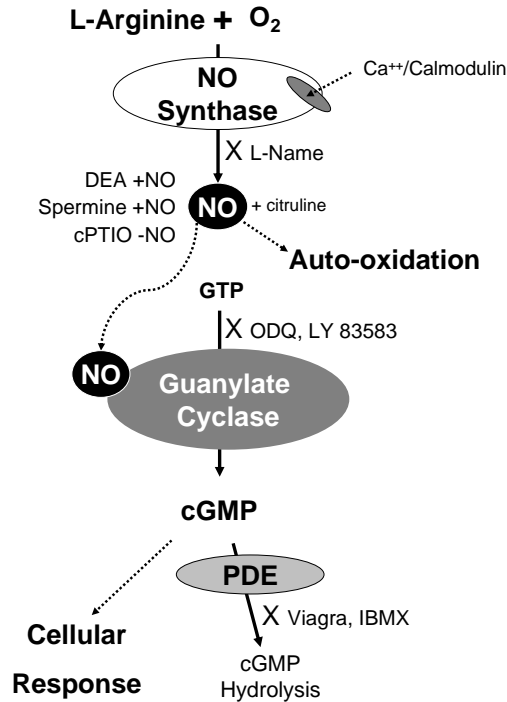 L-Arginine + O₂
NO
Synthase
Ca⁺⁺/Calmodulin
X L-Name
DEA +NO
Spermine +NO
cPTIO -NO
NO
+ citruline
Auto-oxidation
GTP
X ODQ, LY 83583
NO
Guanylate
Cyclase
cGMP
PDE
X Viagra, IBMX
Cellular
Response
cGMP
Hydrolysis